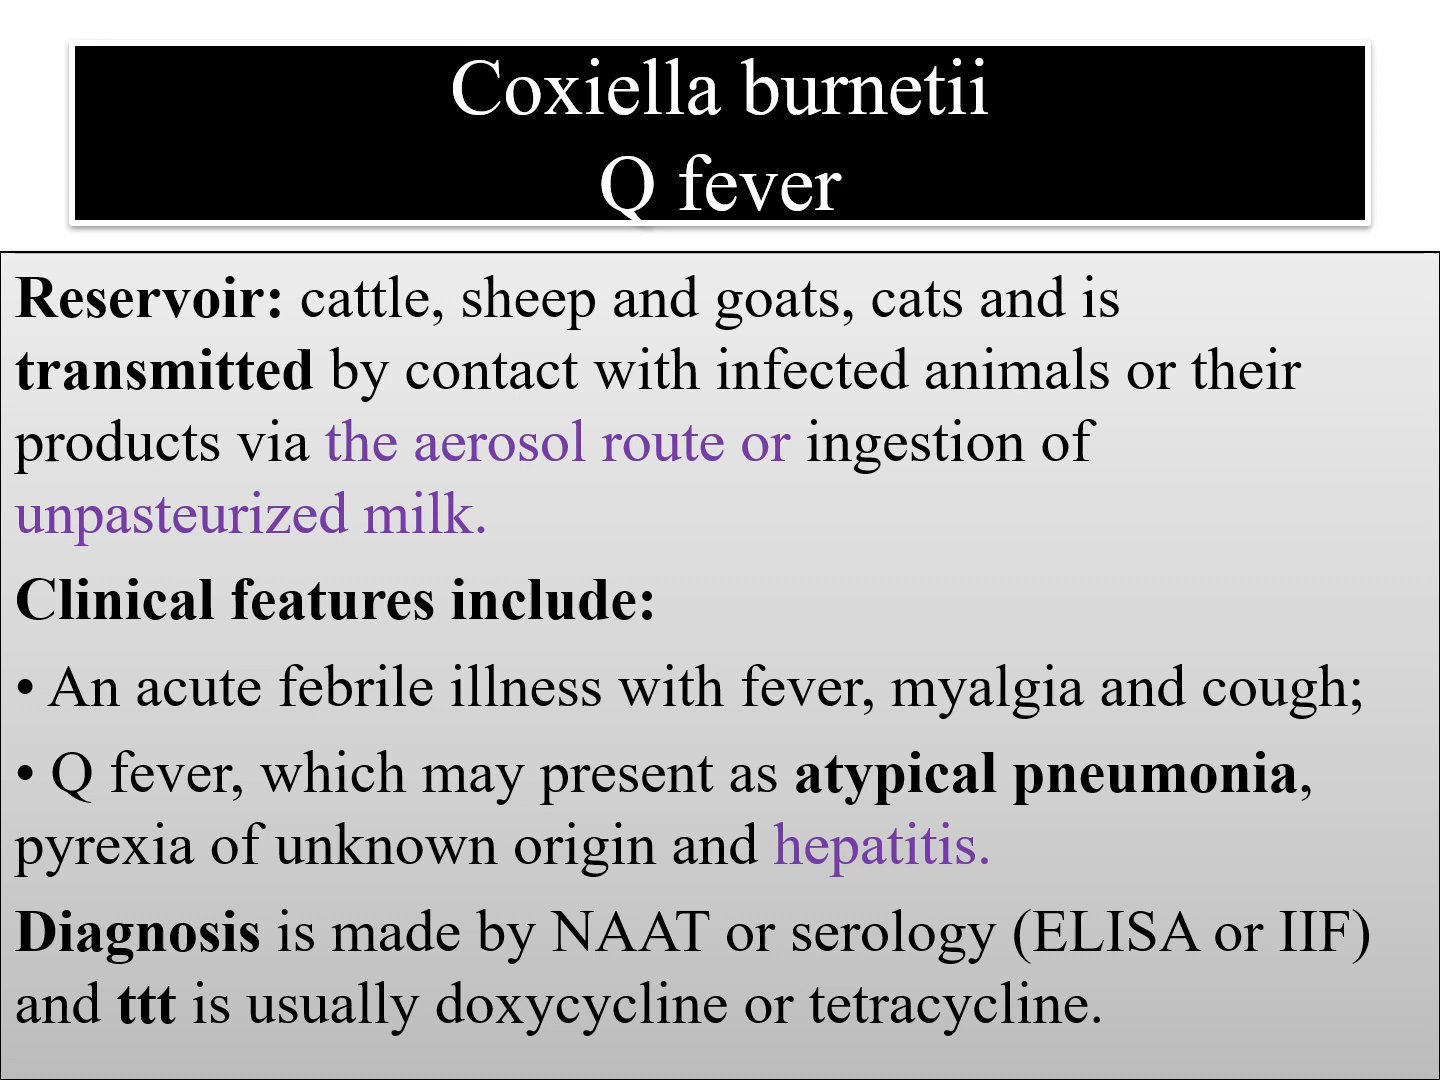 Coxiella burnetii
Q fever
Reservoir: cattle, sheep and goats, cats and is
transmitted by contact with infected animals or their
products via the aerosol route or ingestion of
unpasteurized milk.
Clinical features include:
• An acute febrile illness with fever, myalgia and cough;
• Q fever, which may present as atypical pneumonia,
pyrexia of unknown origin and hepatitis.
Diagnosis is made by NAAT or serology (ELISA or IIF)
and ttt is usually doxycycline or tetracycline.